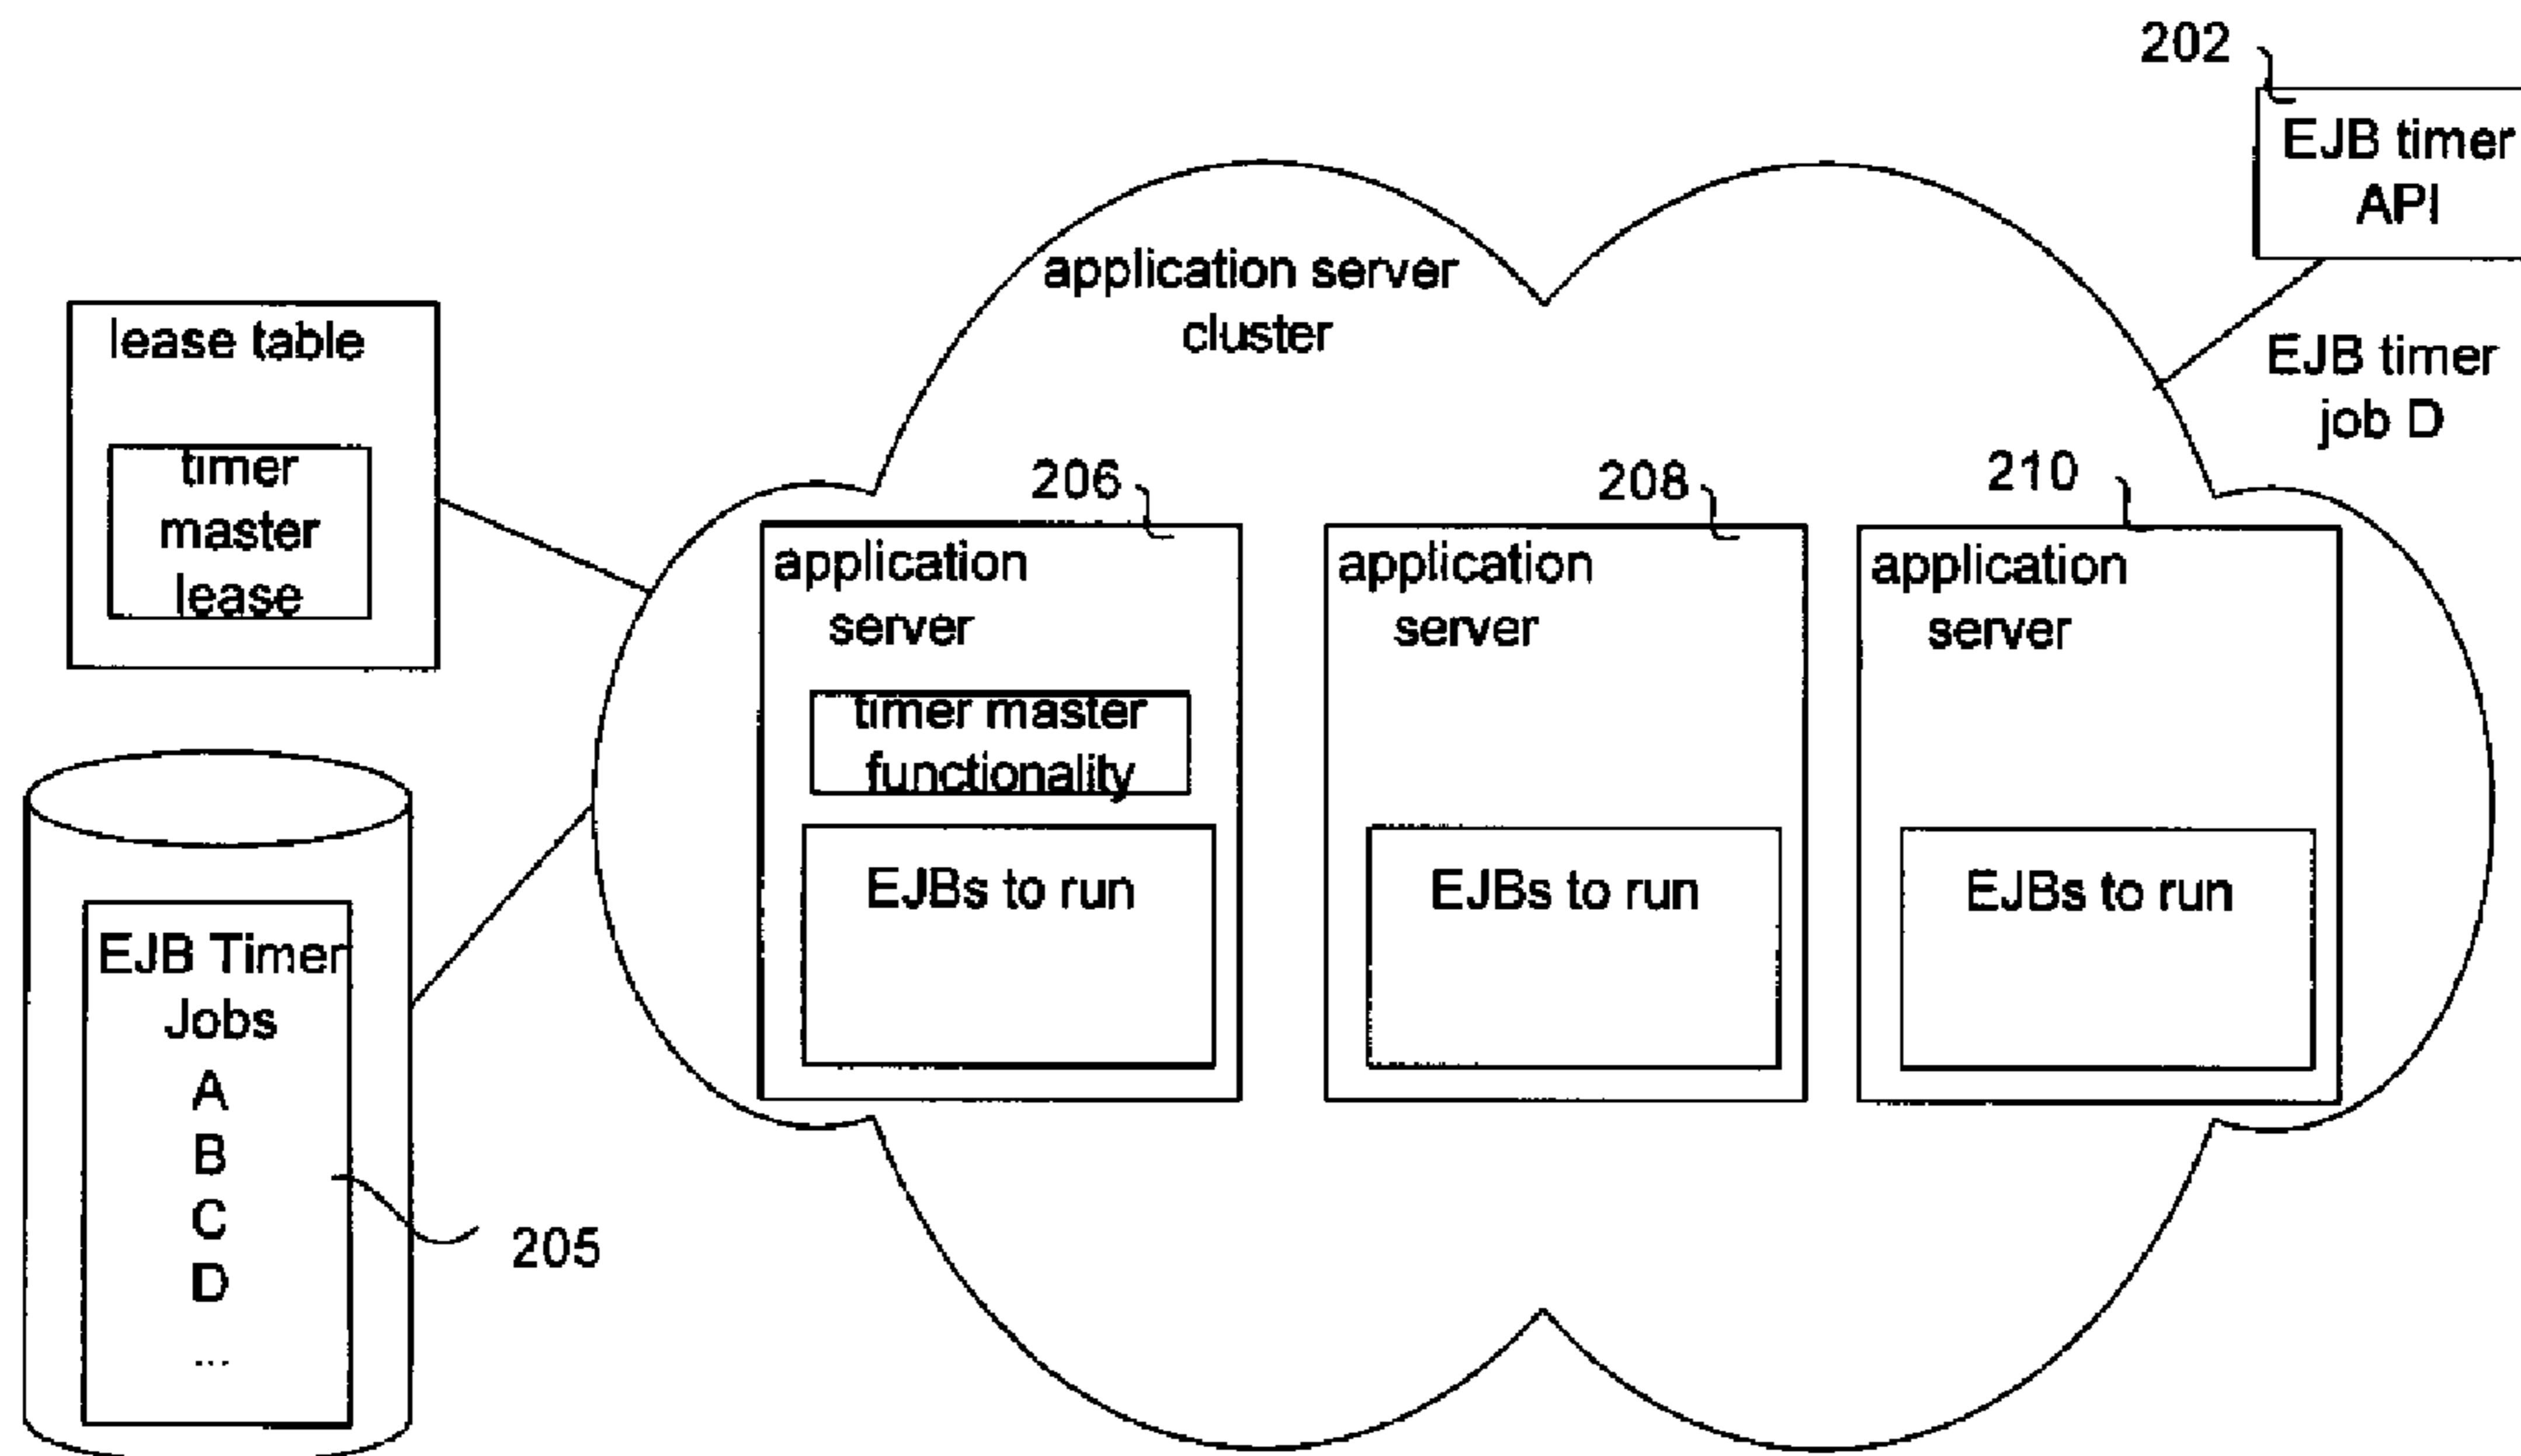 202
EJB timer
API
application server
cluster
EJB timer
job D
lease table
timer
master
lease
206
208
210
application
server
timer master
functionality
EJBs to run
application
server
EJBs to run
application
server
EJBs to run
EJB Timer
Jobs
A
B
C
D
...
205